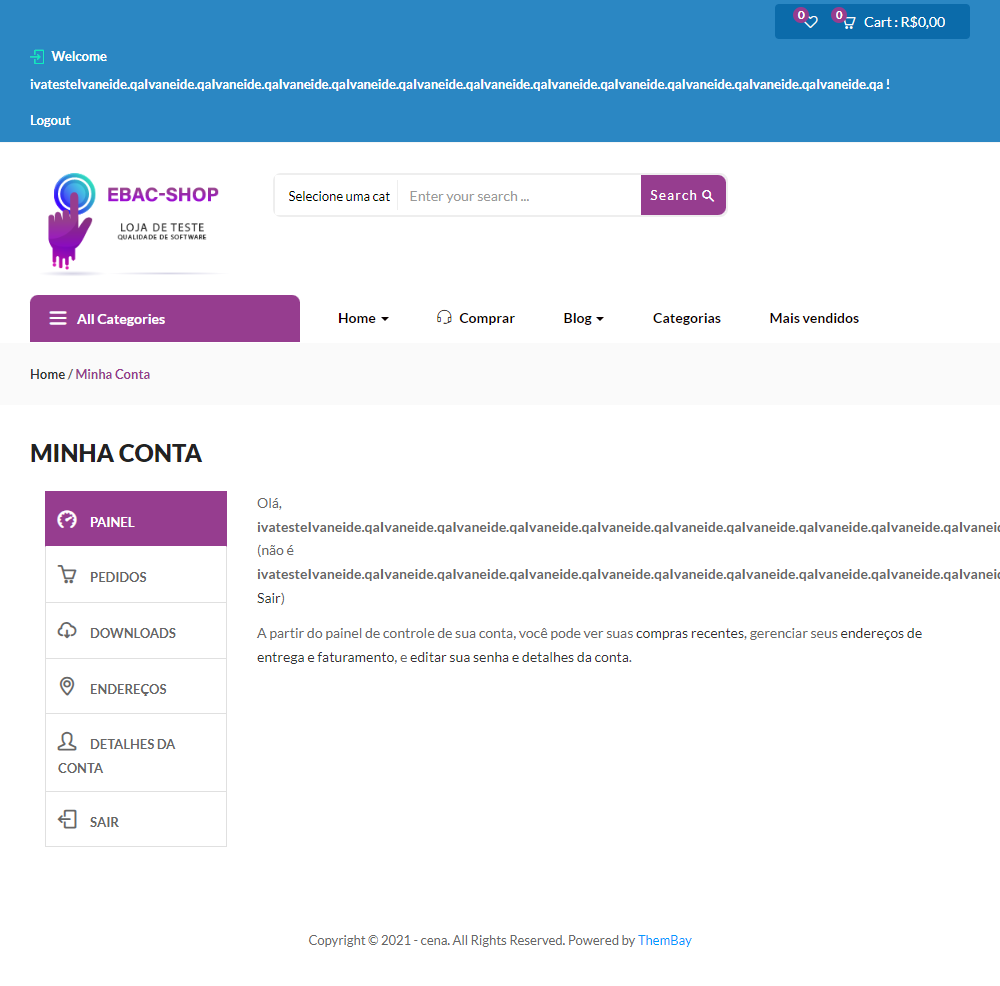 0
0
Cart : R$0,00
Welcome
ivatestelvaneide.qalvaneide.qalvaneide.qalvaneide.qalvaneide.qalvaneide.qalvaneide.qalvaneide.qalvaneide.qalvaneide.qalvaneide.qalvaneide.qa !
Logout
EBAC-SHOP
LOJA DE TESTE
QUALIDADE DE SOFTWARE
Selecione uma cat
Enter your search ...
Search
All Categories
Home
Comprar
Blog
Categorias
Mais vendidos
Home / Minha Conta
MINHA CONTA
PAINEL
PEDIDOS
DOWNLOADS
ENDEREÇOS
DETALHES DA
CONTA
SAIR
Olá,
ivatestelvaneide.qalvaneide.qalvaneide.qalvaneide.qalvaneide.qalvaneide.qalvaneide.qalvaneide.qalvaneide.qalvaneide.qalvaneid
(não é
ivatestelvaneide.qalvaneide.qalvaneide.qalvaneide.qalvaneide.qalvaneide.qalvaneide.qalvaneide.qalvaneide.qalvaneide.qalvaneid
Sair)
A partir do painel de controle de sua conta, você pode ver suas compras recentes, gerenciar seus endereços de
entrega e faturamento, e editar sua senha e detalhes da conta.
Copyright © 2021 - cena. All Rights Reserved. Powered by ThemBay